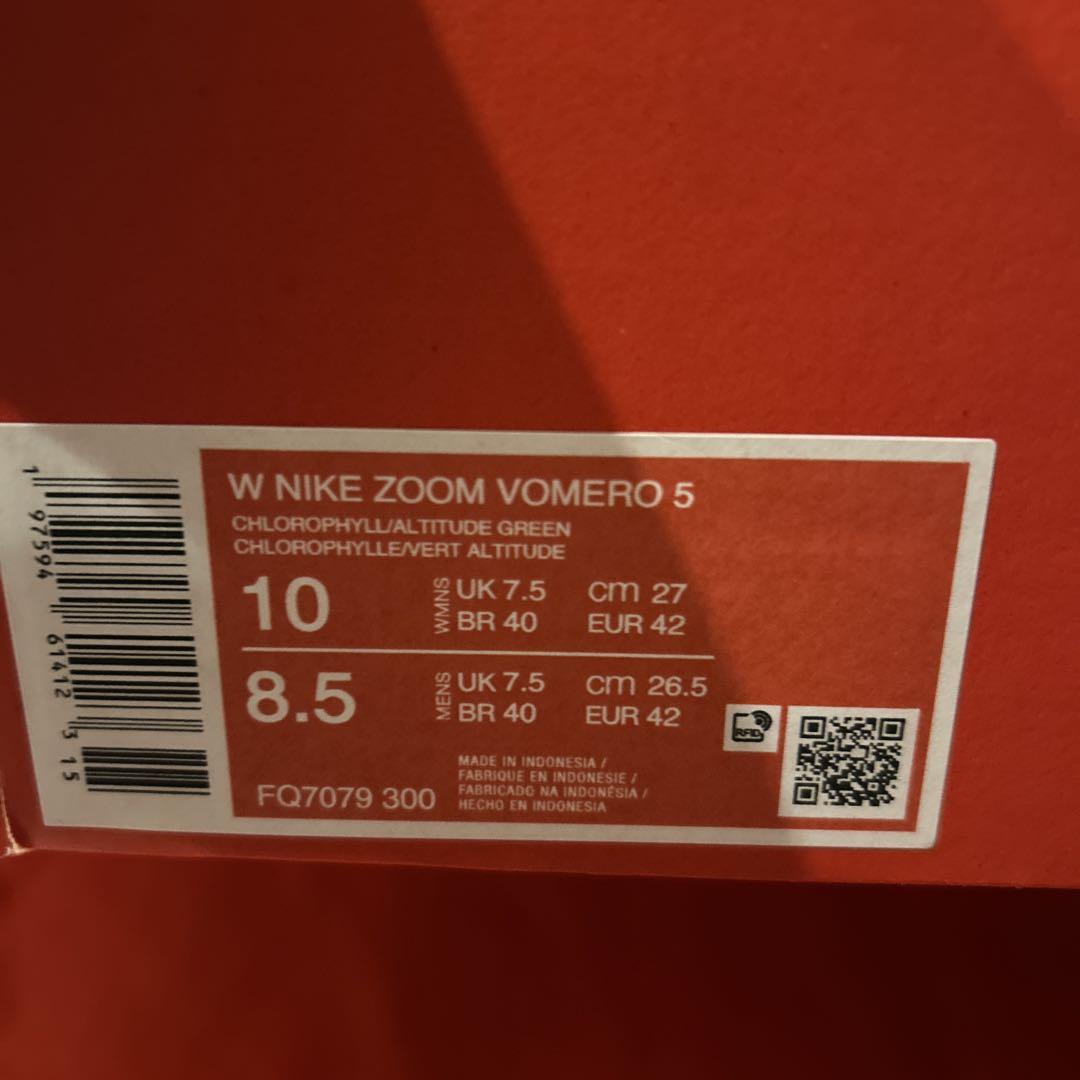 W NIKE ZOOM VOMERO 5
CHLOROPHYLL/ALTITUDE GREEN
CHLOROPHYLLE/VERT ALTITUDE
10
WMNS
UK 7.5 cm 27
BR 40 EUR 42
8.5
MENS
UK 7.5 cm 26.5
BR 40 EUR 42
MADE IN INDONESIA /
FABRIQUE EN INDONESIE /
FABRICADO NA INDONÉSIA /
HECHO EN INDONESIA
FQ7079 300
RFID
1 97594 61412 3 15